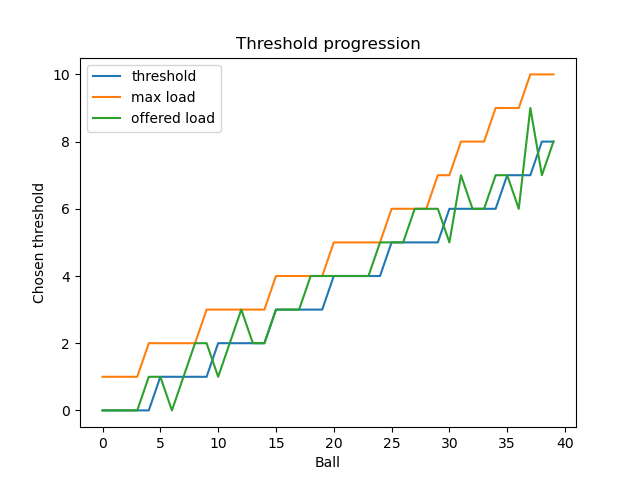 Threshold progression
threshold
max load
offered load
Chosen threshold
10
8
6
4
2
0
0 5 10 15 20 25 30 35 40
Ball